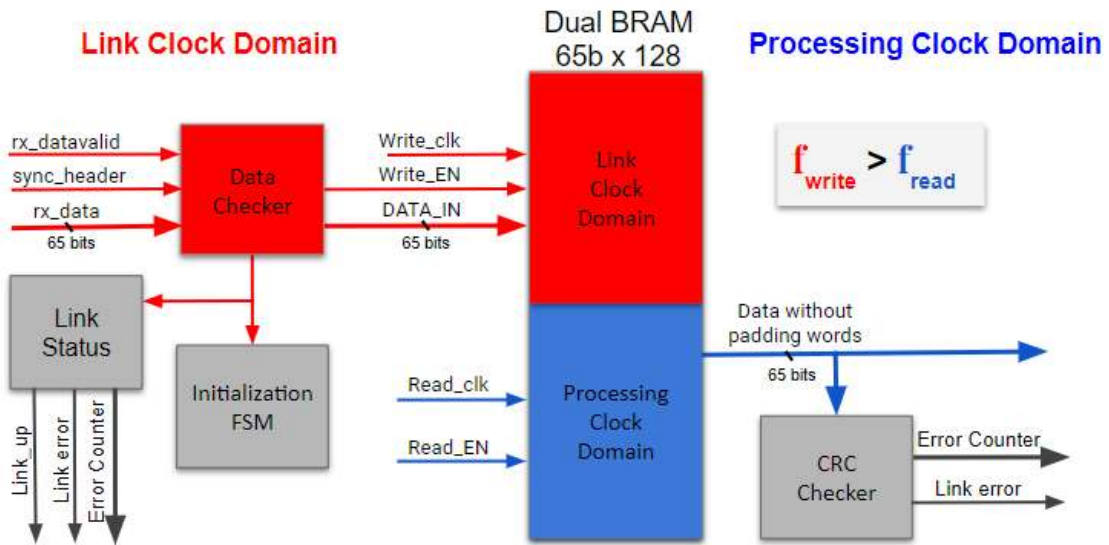 Link Clock Domain
Dual BRAM
65b x 128
Processing Clock Domain
rx_datavalid
sync_header
rx_data
65 bits
Data
Checker
Write_clk
Write_EN
DATA_IN
65 bits
Link
Clock
Domain
f write > f read
Link
Status
Initialization
FSM
Link_up
Link error
Error Counter
Read_clk
Read_EN
Processing
Clock
Domain
Data without
padding words
65 bits
CRC
Checker
Error Counter
Link error